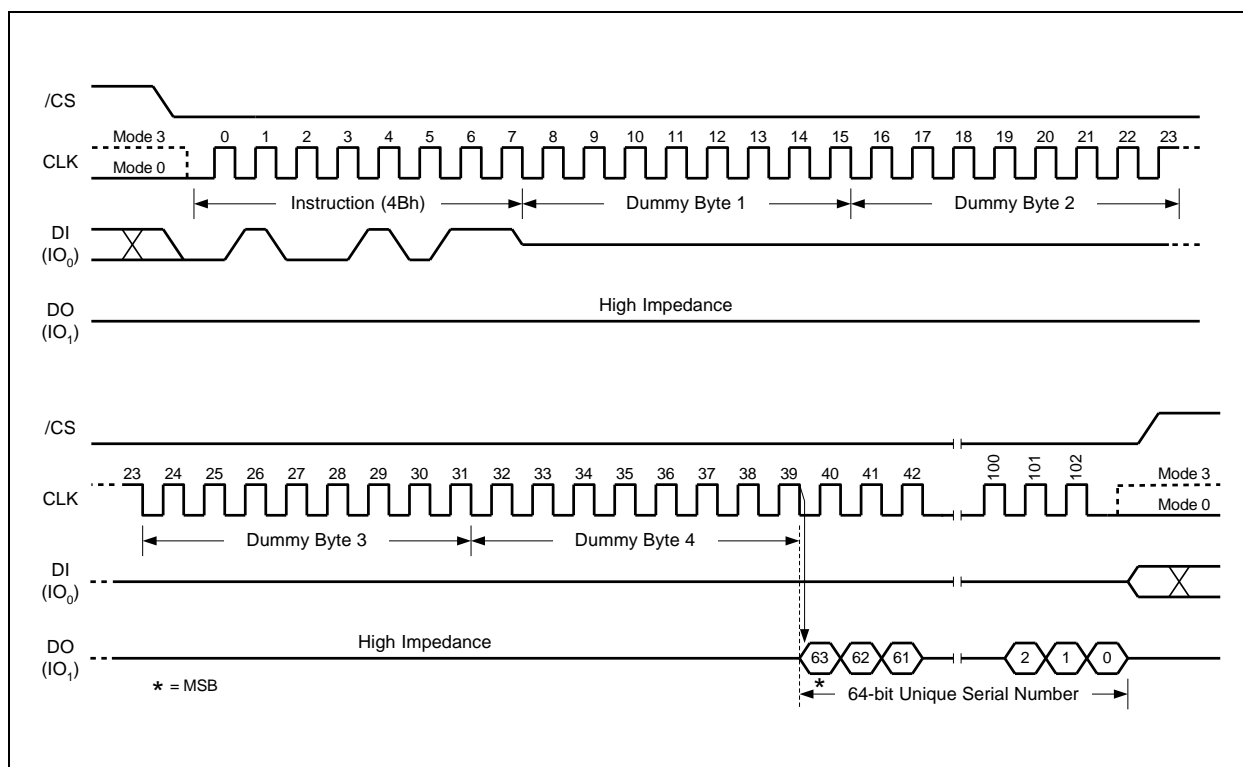 /CS
Mode 3
0 1 2 3 4 5 6 7 8 9 10 11 12 13 14 15 16 17 18 19 20 21 22 23
CLK
Mode 0
Instruction (4Bh)
Dummy Byte 1
Dummy Byte 2
DI
(IO0)
High Impedance
DO
(IO1)
/CS
23 24 25 26 27 28 29 30 31 32 33 34 35 36 37 38 39 40 41 42 100 101 102
Mode 3
CLK
Mode 0
Dummy Byte 3
Dummy Byte 4
DI
(IO0)
High Impedance
DO
(IO1)
63 62 61 2 1 0
* = MSB
*
64-bit Unique Serial Number